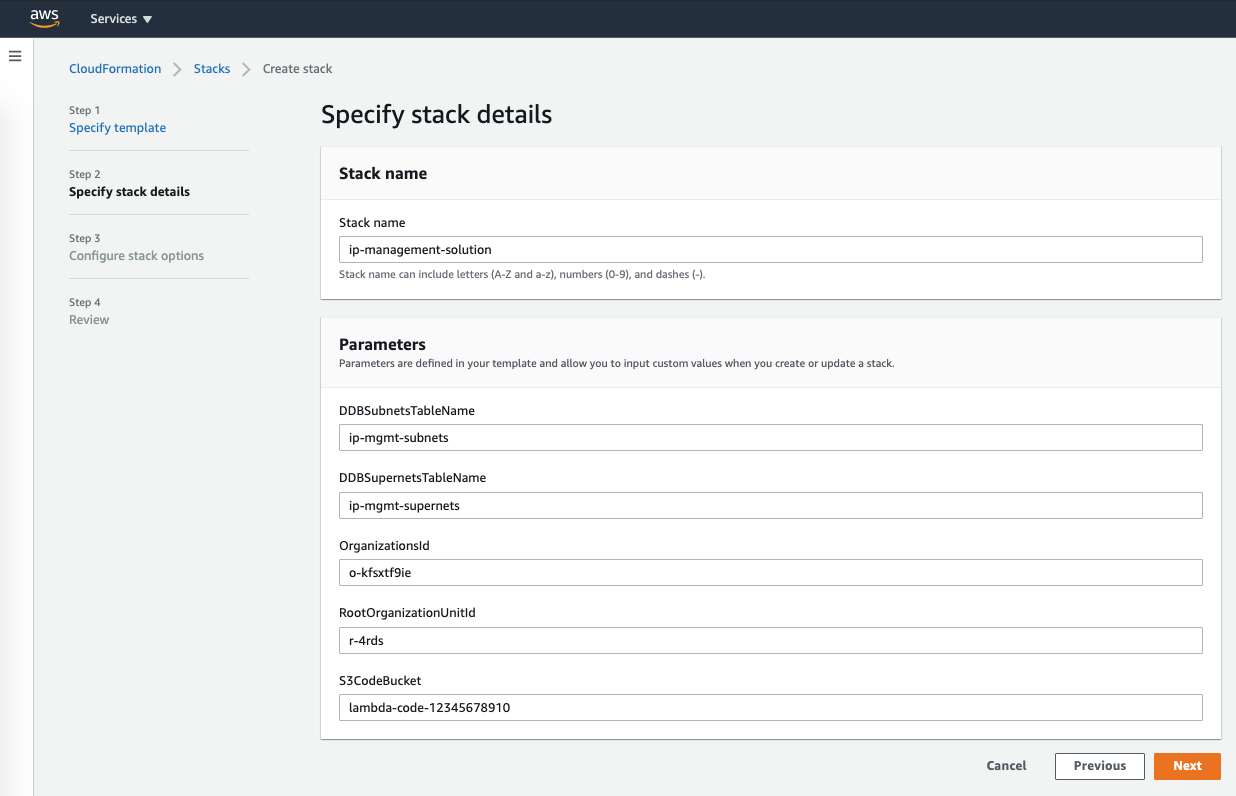 aws Services ▼
CloudFormation > Stacks > Create stack
Step 1
Specify template
Step 2
Specify stack details
Step 3
Configure stack options
Step 4
Review
Specify stack details
Stack name
Stack name
ip-management-solution
Stack name can include letters (A-Z and a-z), numbers (0-9), and dashes (-).
Parameters
Parameters are defined in your template and allow you to input custom values when you create or update a stack.
DDBSubnetsTableName
ip-mgmt-subnets
DDBSupernetsTableName
ip-mgmt-supernets
OrganizationsId
o-kfsxtf9ie
RootOrganizationUnitId
r-4rds
S3CodeBucket
lambda-code-12345678910
Cancel Previous Next